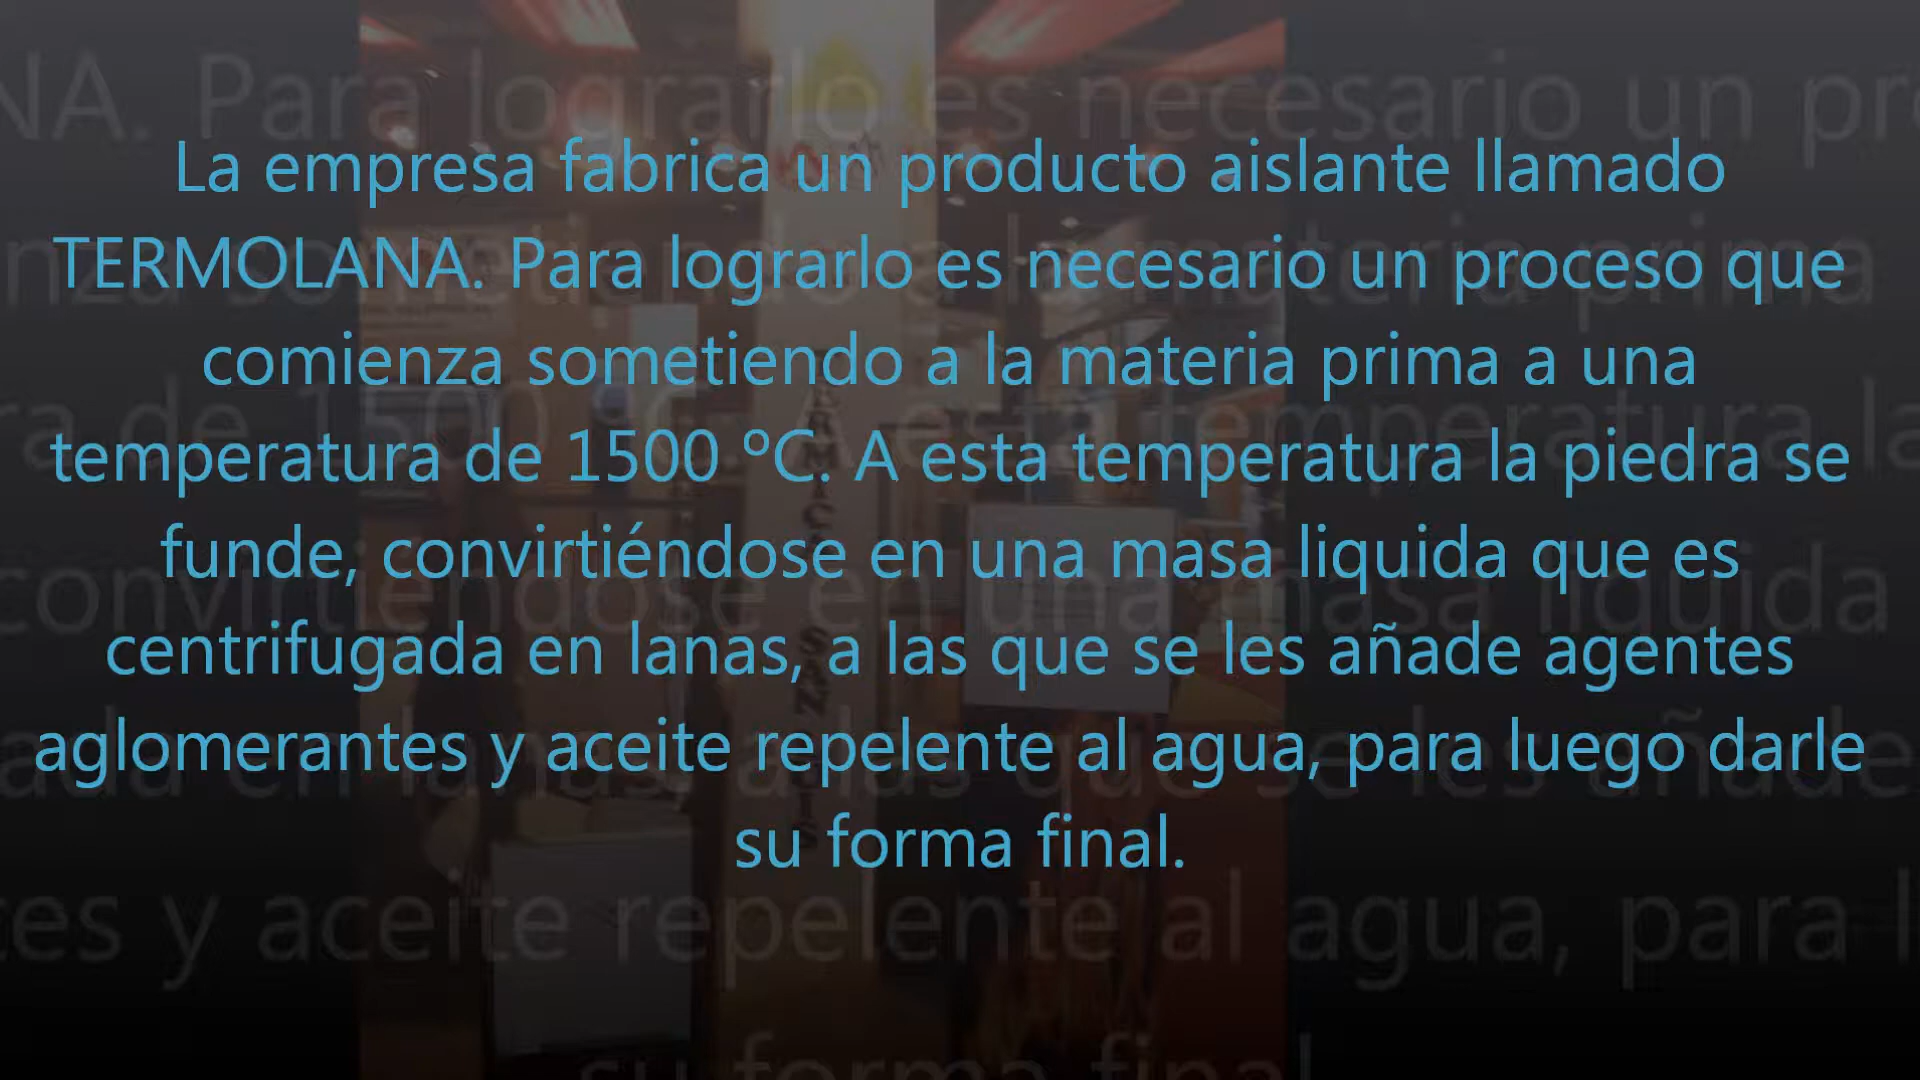 La empresa fabrica un producto aislante llamado
TERMOLANA. Para lograrlo es necesario un proceso que
comienza sometiendo a la materia prima a una
temperatura de 1500 ºC. A esta temperatura la piedra se
funde, convirtiéndose en una masa liquida que es
centrifugada en lanas, a las que se les añade agentes
aglomerantes y aceite repelente al agua, para luego darle
su forma final.